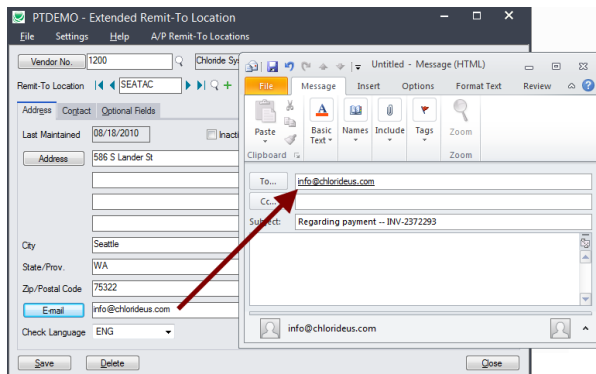 PTDEMO - Extended Remit-To Location
File Settings Help A/P Remit-To Locations
Vendor No. 1200 Chloride Sy
Remit-To Location SEATAC
Address Contact Optional Fields
Last Maintained 08/18/2010 Inacti
Address 586 S Lander St
City Seattle
State/Prov. WA
Zip/Postal Code 75322
E-mail info@chlorideus.com
Check Language ENG
Save Delete Close
Untitled - Message (HTML)
File Message Insert Options Format Text Review
Paste Basic Text Names Include Tags Zoom
Clipboard Zoom
To... info@chlorideus.com
Cc...
Subject: Regarding payment -- INV-2372293
info@chlorideus.com